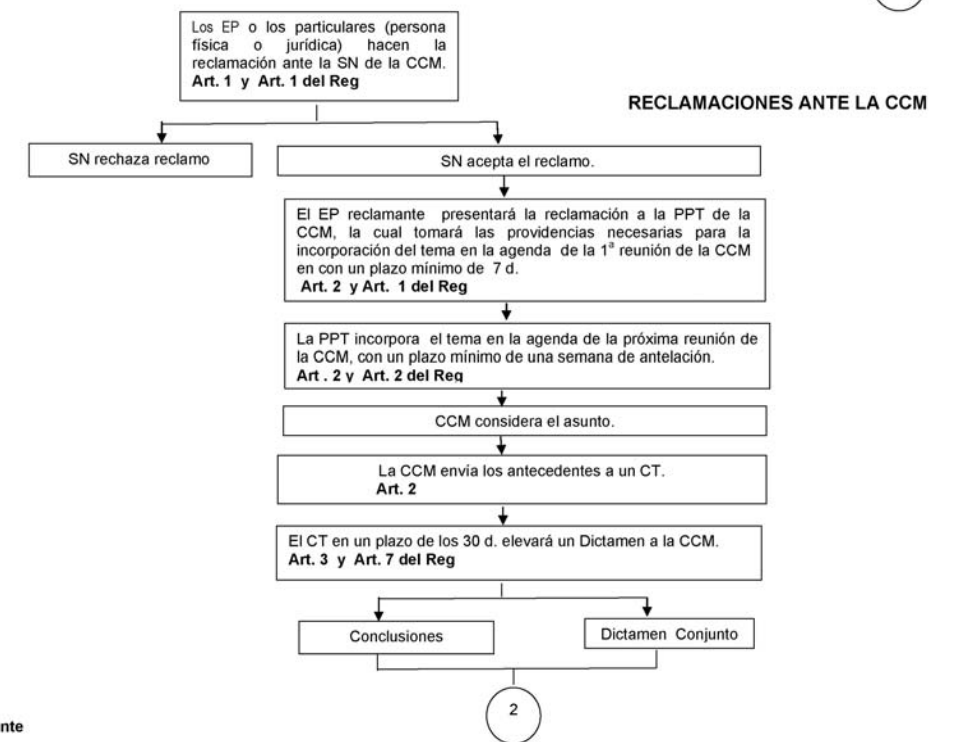 Los EP o los particulares (persona
física o jurídica) hacen la
reclamación ante la SN de la CCM.
Art. 1 y Art. 1 del Reg
RECLAMACIONES ANTE LA CCM
SN rechaza reclamo
SN acepta el reclamo.
El EP reclamante presentará la reclamación a la PPT de la
CCM, la cual tomará las providencias necesarias para la
incorporación del tema en la agenda de la 1ª reunión de la CCM
en con un plazo mínimo de 7 d.
Art. 2 y Art. 1 del Reg
La PPT incorpora el tema en la agenda de la próxima reunión de
la CCM, con un plazo mínimo de una semana de antelación.
Art . 2 y Art. 2 del Reg
CCM considera el asunto.
La CCM envía los antecedentes a un CT.
Art. 2
El CT en un plazo de los 30 d. elevará un Dictamen a la CCM.
Art. 3 y Art. 7 del Reg
Conclusiones
Dictamen Conjunto
2
nte